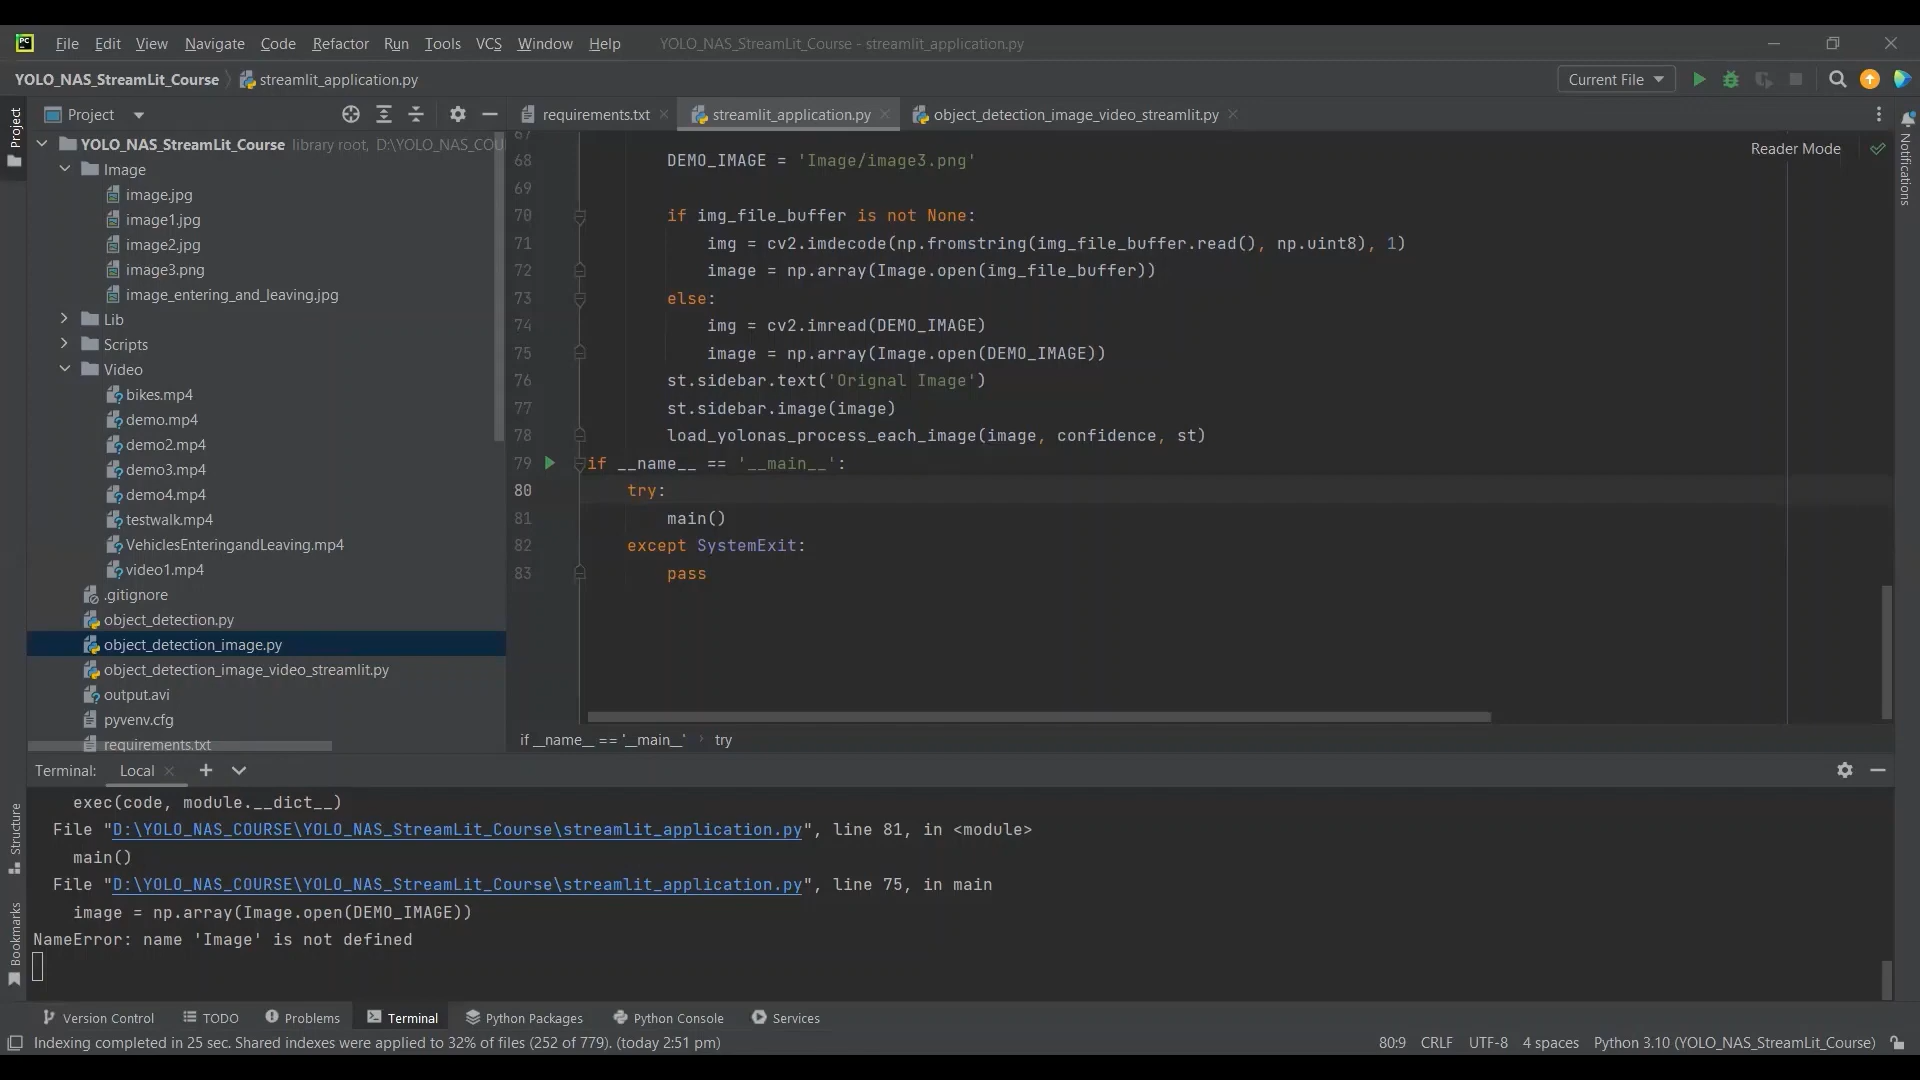 File Edit View Navigate Code Refactor Run Tools VCS Window Help YOLO_NAS_StreamLit_Course - streamlit_application.py
YOLO_NAS_StreamLit_Course streamlit_application.py Current File
Project
requirements.txt streamlit_application.py object_detection_image_video_streamlit.py
Project
Notifications
YOLO_NAS_StreamLit_Course library root, D:\YOLO_NAS_COU
Image
image.jpg
image1.jpg
image2.jpg
image3.png
image_entering_and_leaving.jpg
Lib
Scripts
Video
bikes.mp4
demo.mp4
demo2.mp4
demo3.mp4
demo4.mp4
testwalk.mp4
VehiclesEnteringandLeaving.mp4
video1.mp4
.gitignore
object_detection.py
object_detection_image.py
object_detection_image_video_streamlit.py
output.avi
pyvenv.cfg
requirements.txt
Reader Mode
67
68 DEMO_IMAGE = 'Image/image3.png'
69
70 if img_file_buffer is not None:
71 img = cv2.imdecode(np.fromstring(img_file_buffer.read(), np.uint8), 1)
72 image = np.array(Image.open(img_file_buffer))
73 else:
74 img = cv2.imread(DEMO_IMAGE)
75 image = np.array(Image.open(DEMO_IMAGE))
76 st.sidebar.text('Orignal Image')
77 st.sidebar.image(image)
78 load_yolonas_process_each_image(image, confidence, st)
79 if __name__ == '__main__':
80 try:
81 main()
82 except SystemExit:
83 pass
if __name__ == '__main__' › try
Terminal: Local
exec(code, module.__dict__)
File "D:\YOLO_NAS_COURSE\YOLO_NAS_StreamLit_Course\streamlit_application.py", line 81, in <module>
main()
File "D:\YOLO_NAS_COURSE\YOLO_NAS_StreamLit_Course\streamlit_application.py", line 75, in main
image = np.array(Image.open(DEMO_IMAGE))
NameError: name 'Image' is not defined
Structure
Bookmarks
Version Control TODO Problems Terminal Python Packages Python Console Services
Indexing completed in 25 sec. Shared indexes were applied to 32% of files (252 of 779). (today 2:51 pm) 80:9 CRLF UTF-8 4 spaces Python 3.10 (YOLO_NAS_StreamLit_Course)